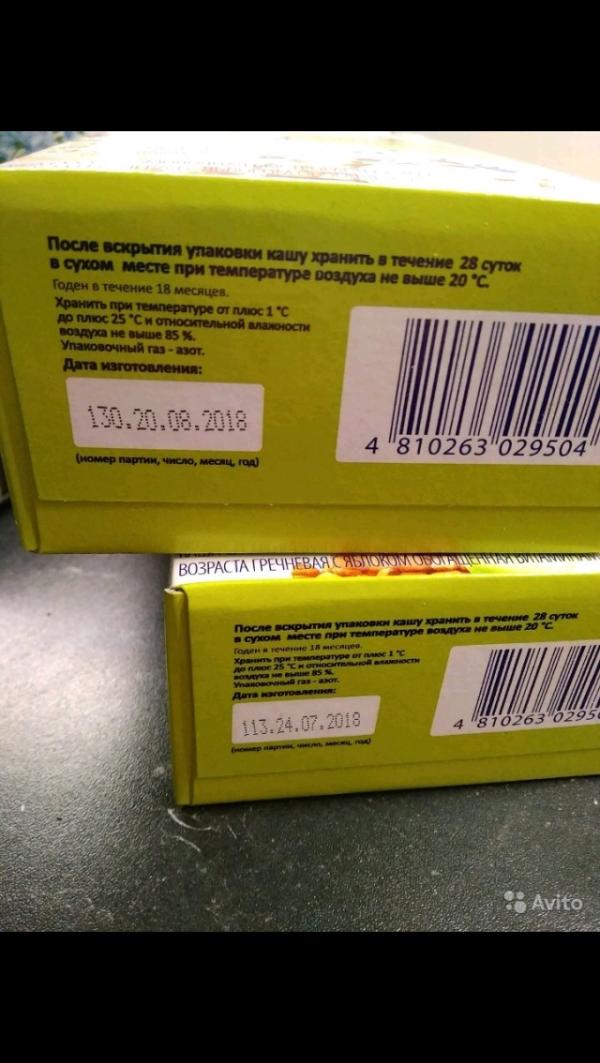 После вскрытия упаковки кашу хранить в течение 28 суток
в сухом месте при температуре воздуха не выше 20 °С.
Годен в течение 18 месяцев.
Хранить при температуре от плюс 1 °С
до плюс 25 °С и относительной влажности
воздуха не выше 85 %.
Упаковочный газ - азот.
Дата изготовления:
130.20.08.2018
(номер партии, число, месяц, год)
4 810263 029504
ВОЗРАСТА ГРЕЧНЕВАЯ С ЯБЛОКОМ ОБОГАЩЕННАЯ
После вскрытия упаковки кашу хранить в течение 28 суток
в сухом месте при температуре воздуха не выше 20 °С.
Годен в течение 18 месяцев.
Хранить при температуре от плюс 1 °С
до плюс 25 °С и относительной влажности
воздуха не выше 85 %.
Упаковочный газ - азот.
Дата изготовления:
113.24.07.2018
(номер партии, число, месяц, год)
4 810263 0295
Avito